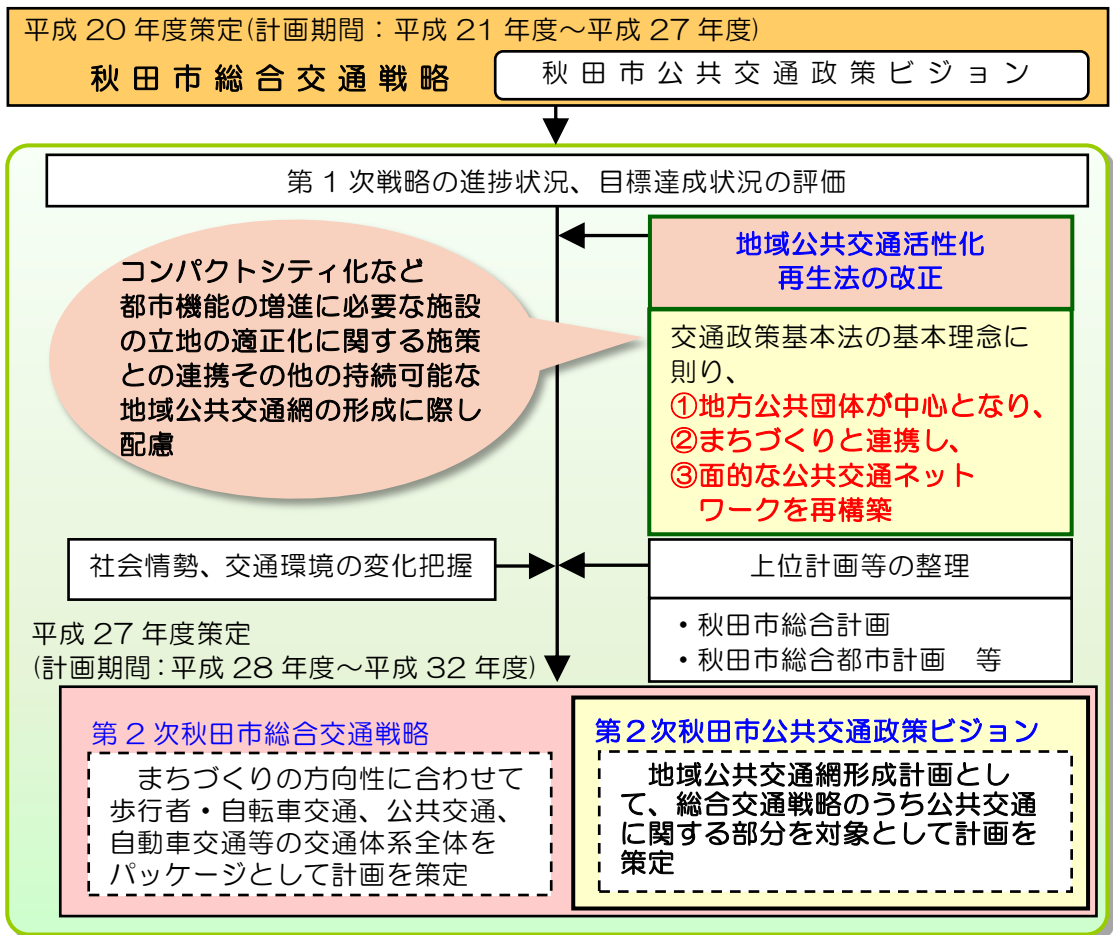 平成 20 年度策定(計画期間：平成 21 年度～平成 27 年度)
秋田市総合交通戦略
秋田市公共交通政策ビジョン
第 1 次戦略の進捗状況、目標達成状況の評価
地域公共交通活性化
再生法の改正
コンパクトシティ化など
都市機能の増進に必要な施設
の立地の適正化に関する施策
との連携その他の持続可能な
地域公共交通網の形成に際し
配慮
交通政策基本法の基本理念に
則り、
①地方公共団体が中心となり、
②まちづくりと連携し、
③面的な公共交通ネット
ワークを再構築
社会情勢、交通環境の変化把握
上位計画等の整理
・秋田市総合計画
・秋田市総合都市計画　等
平成 27 年度策定
(計画期間：平成 28 年度～平成 32 年度)
第 2 次秋田市総合交通戦略
まちづくりの方向性に合わせて
歩行者・自転車交通、公共交通、
自動車交通等の交通体系全体を
パッケージとして計画を策定
第2次秋田市公共交通政策ビジョン
地域公共交通網形成計画とし
て、総合交通戦略のうち公共交通
に関する部分を対象として計画を
策定